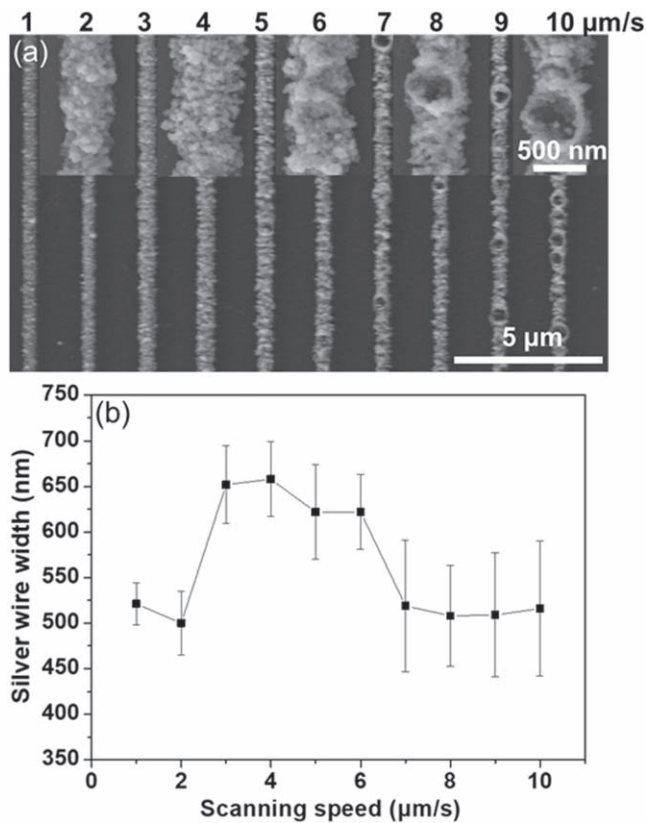 1 2 3 4 5 6 7 8 9 10 µm/s
(a)
500 nm
5 µm
(b)
750
700
650
600
550
500
450
400
350
0 2 4 6 8 10
Silver wire width (nm)
Scanning speed (µm/s)